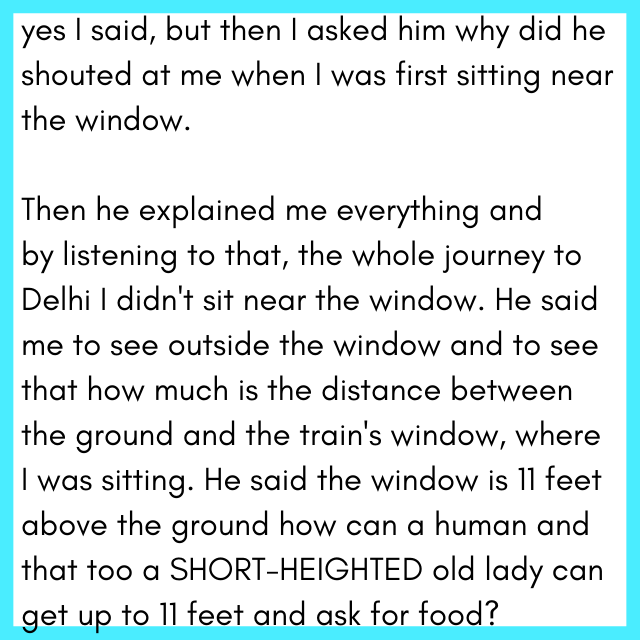 yes I said, but then I asked him why did he
shouted at me when I was first sitting near
the window.
Then he explained me everything and
by listening to that, the whole journey to
Delhi I didn't sit near the window. He said
me to see outside the window and to see
that how much is the distance between
the ground and the train's window, where
I was sitting. He said the window is 11 feet
above the ground how can a human and
that too a SHORT-HEIGHTED old lady can
get up to 11 feet and ask for food?